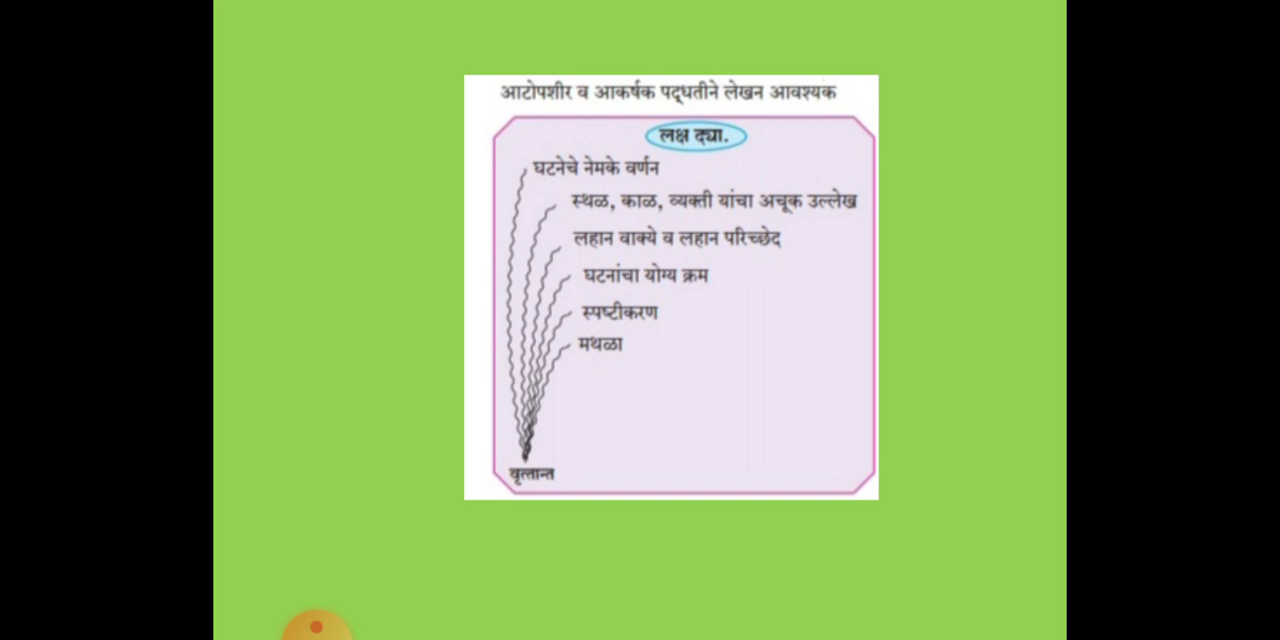 आटोपशीर व आकर्षक पद्धतीने लेखन आवश्यक
लक्ष द्या.
घटनेचे नेमके वर्णन
स्थळ, काळ, व्यक्ती यांचा अचूक उल्लेख
लहान वाक्ये व लहान परिच्छेद
घटनांचा योग्य क्रम
स्पष्टीकरण
मथळा
वृत्तान्त